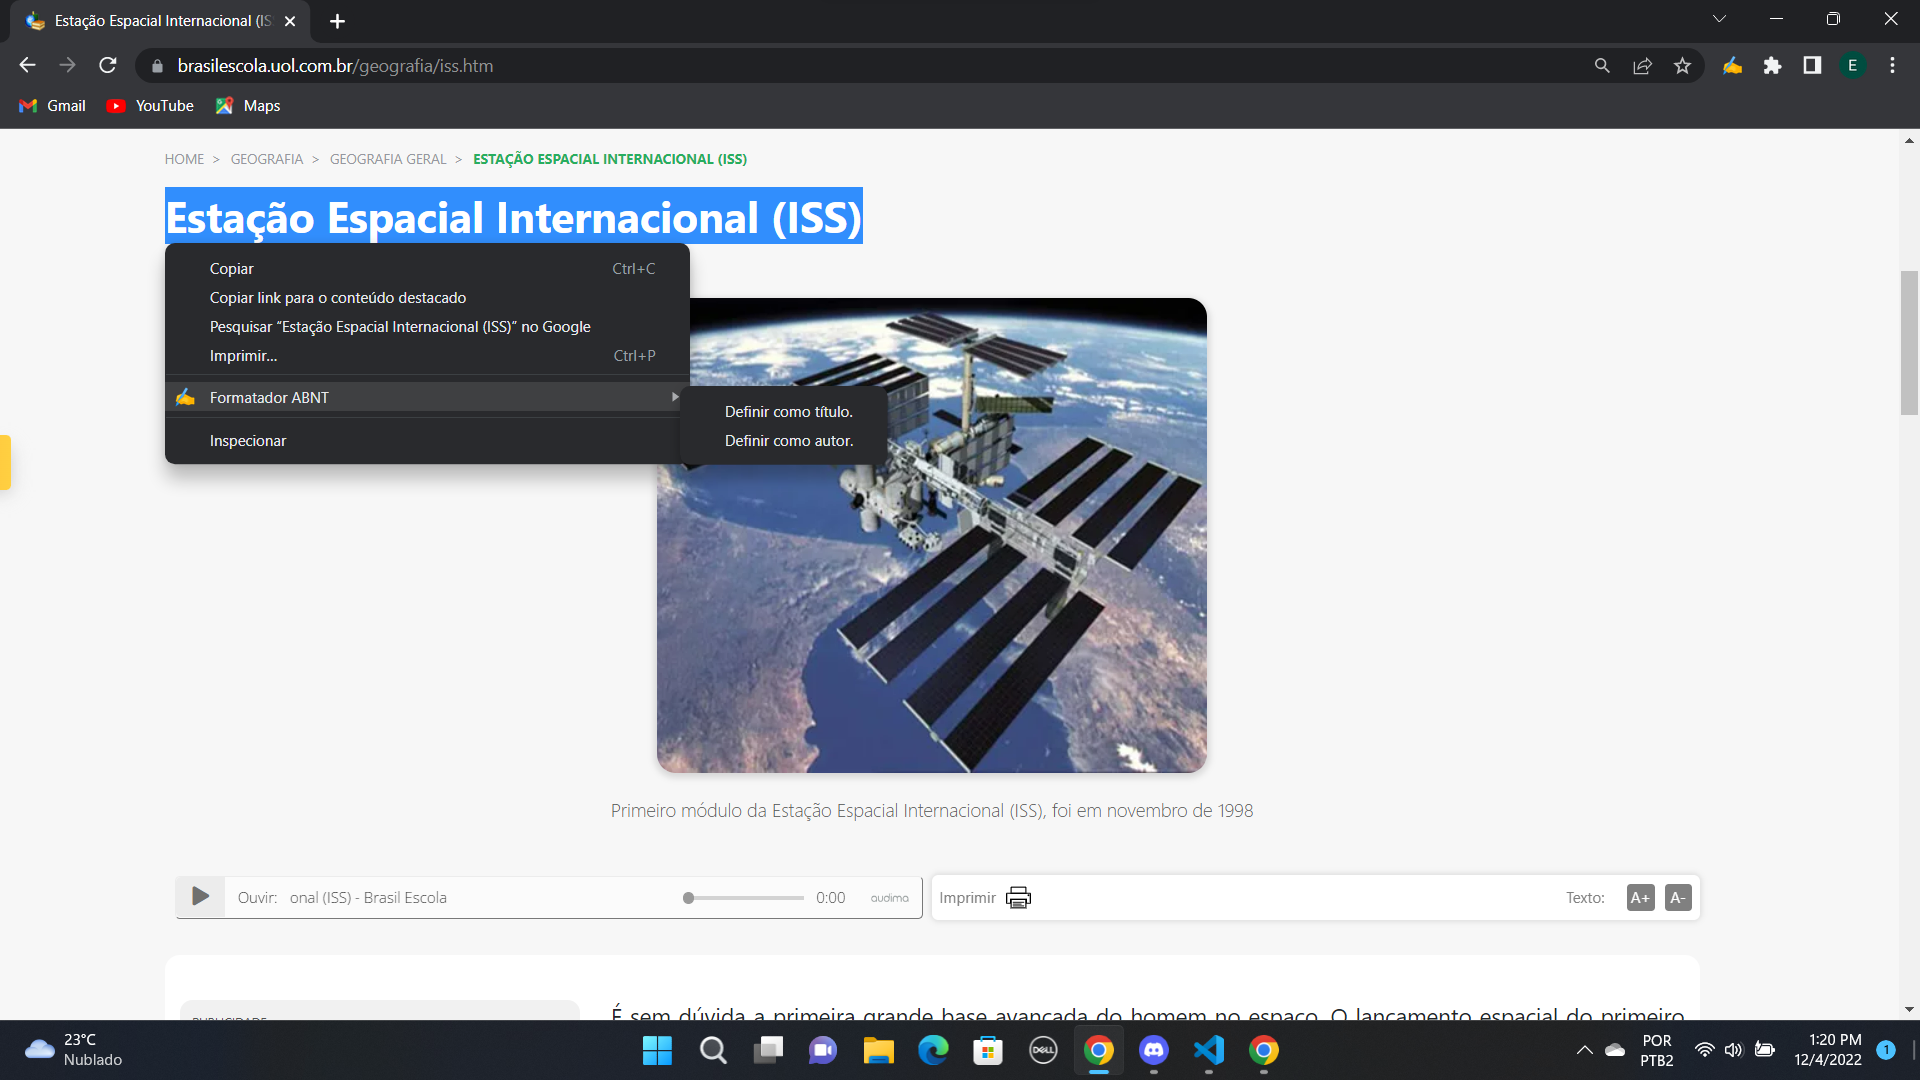 Estação Espacial Internacional (IS
brasilescola.uol.com.br/geografia/iss.htm
E
Gmail YouTube Maps
HOME > GEOGRAFIA > GEOGRAFIA GERAL > ESTAÇÃO ESPACIAL INTERNACIONAL (ISS)
Estação Espacial Internacional (ISS)
Copiar Ctrl+C
Copiar link para o conteúdo destacado
Pesquisar “Estação Espacial Internacional (ISS)” no Google
Imprimir... Ctrl+P
Formatador ABNT
Inspecionar
Definir como título.
Definir como autor.
Primeiro módulo da Estação Espacial Internacional (ISS), foi em novembro de 1998
Ouvir: onal (ISS) - Brasil Escola 0:00 audima
Imprimir Texto: A+ A-
PUBLICIDADE
É sem dúvida a primeira grande base avançada do homem no espaço. O lançamento espacial do primeiro
23°C
Nublado
DELL
POR
PTB2
1:20 PM
12/4/2022
1